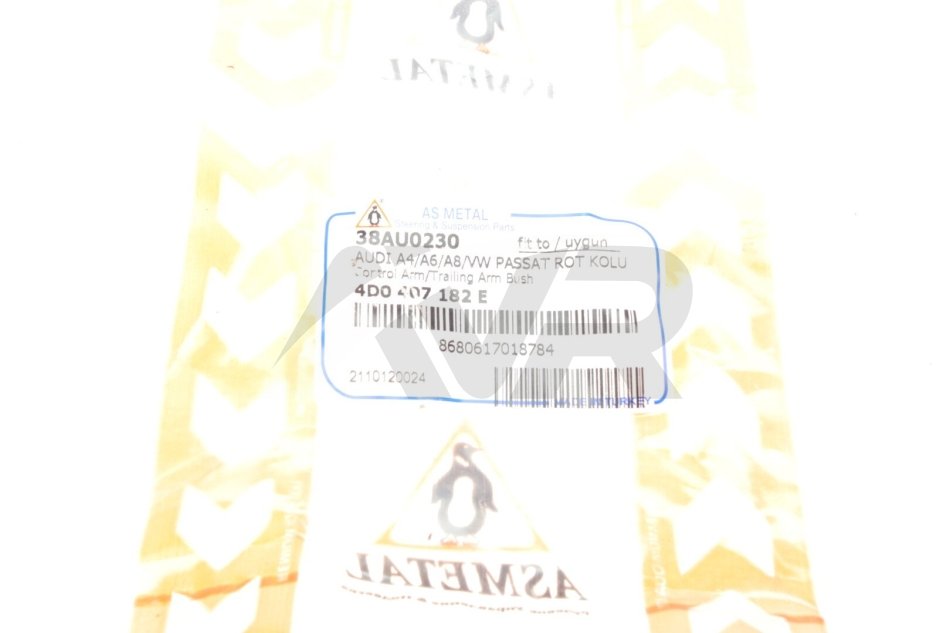 ASMETAL
AS METAL
Steering & Suspension Parts
38AU0230 fit to / uygun
AUDI A4/A6/A8/VW PASSAT ROT KOLU
Control Arm/Trailing Arm Bush
4D0 407 182 E
8680617018784
2110120024
MADE IN TURKEY
ASMETAL